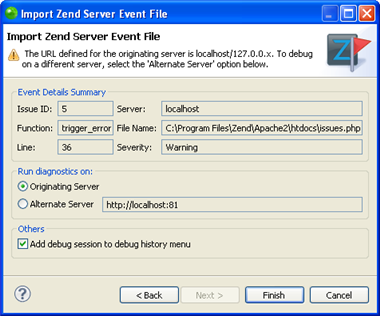 Import Zend Server Event File
Import Zend Server Event File
The URL defined for the originating server is localhost/127.0.0.x. To debug
on a different server, select the 'Alternate Server' option below.
Z
Event Details Summary
Issue ID: 5 Server: localhost
Function: trigger_error File Name: C:\Program Files\Zend\Apache2\htdocs\issues.php
Line: 36 Severity: Warning
Run diagnostics on:
Originating Server
Alternate Server http://localhost:81
Others
Add debug session to debug history menu
? < Back Next > Finish Cancel